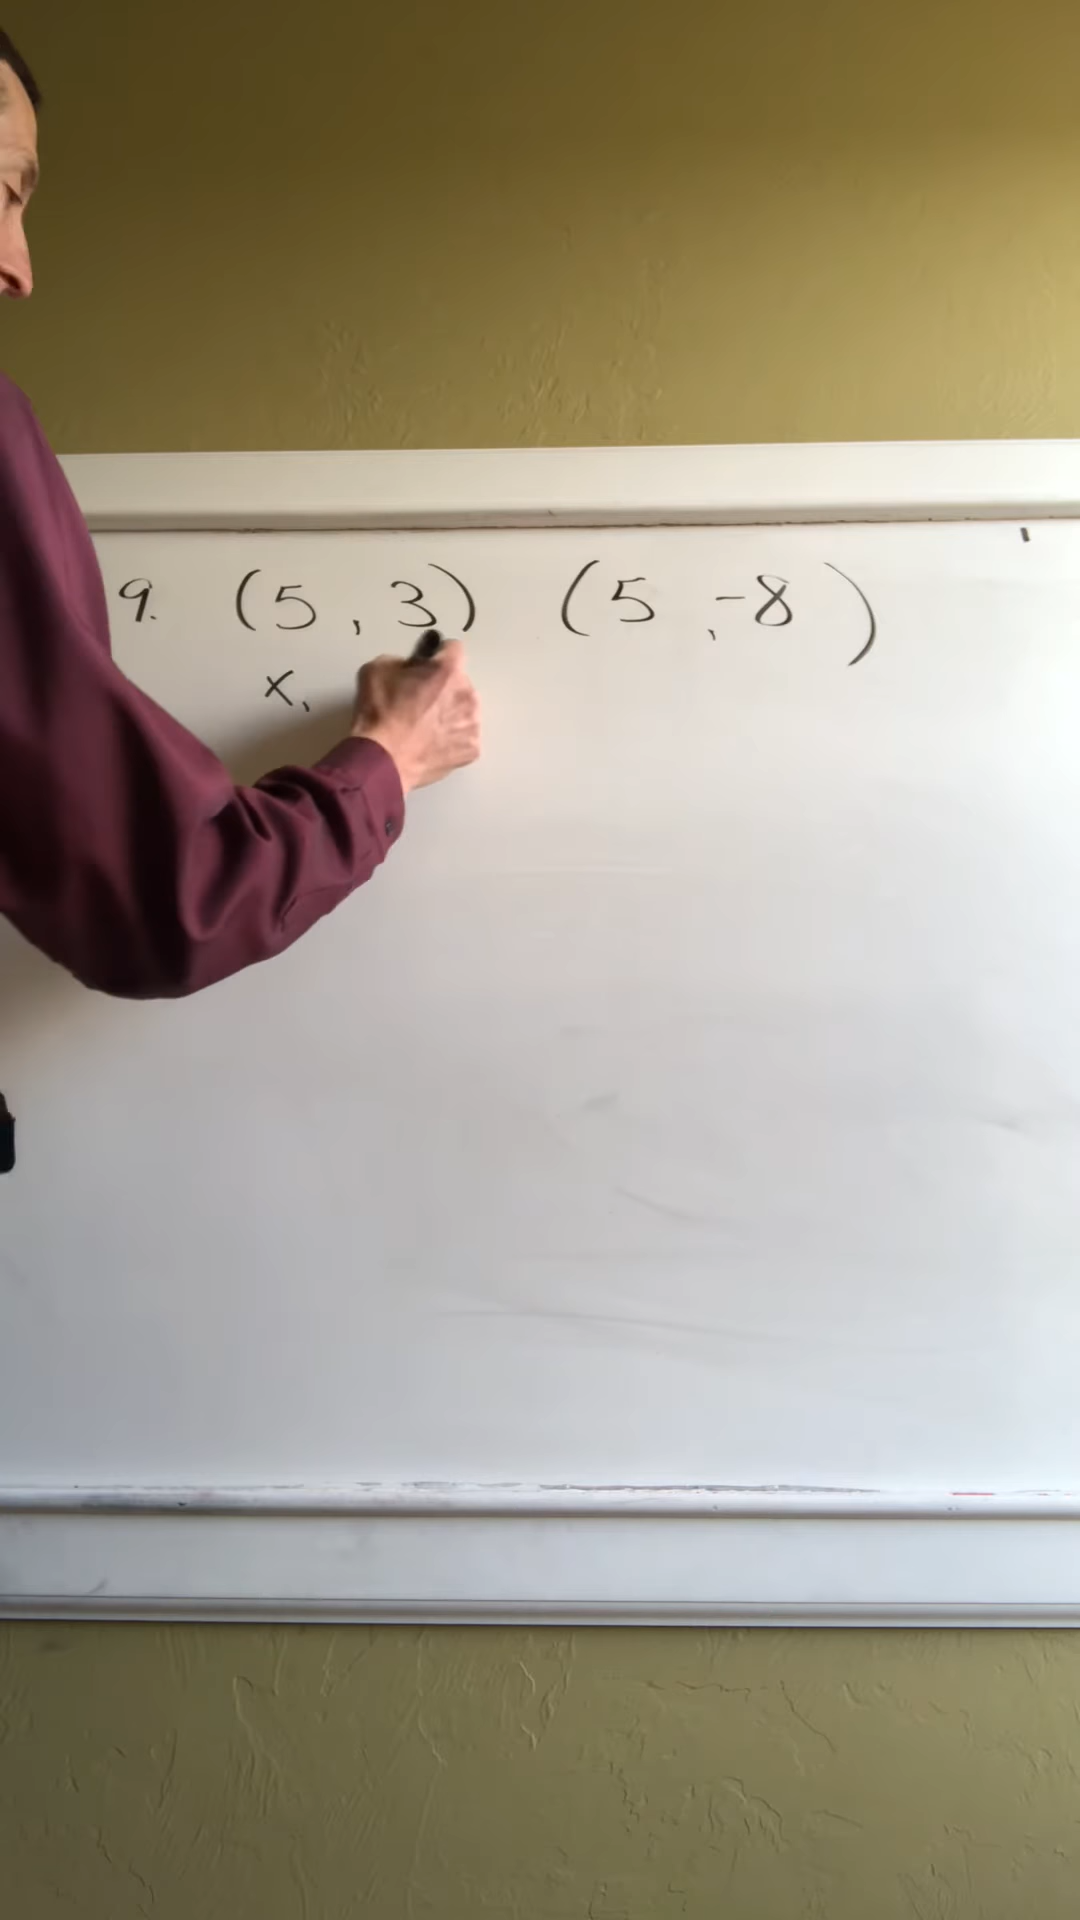 9. (5, 3) (5, -8)
x,